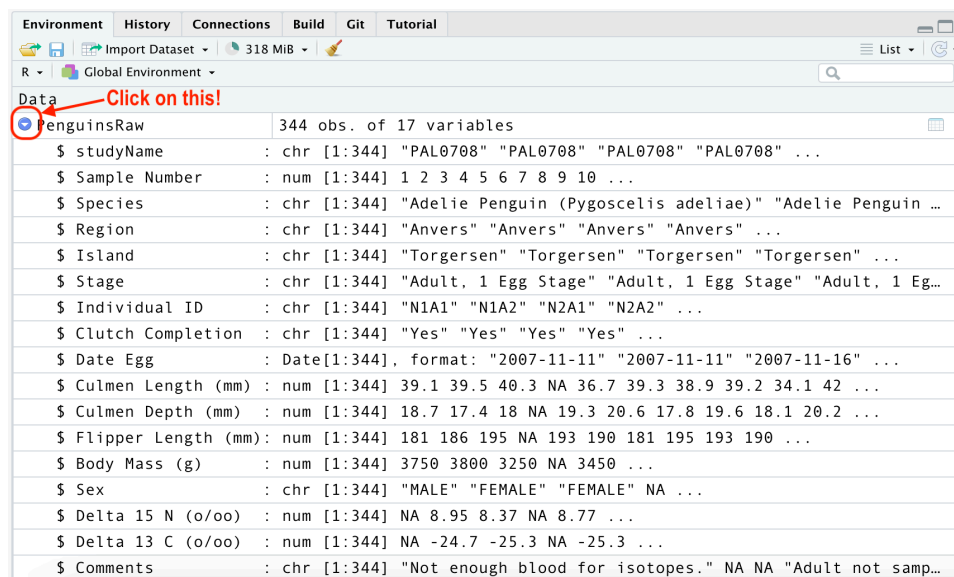 Environment History Connections Build Git Tutorial
Import Dataset 318 MiB List
R Global Environment
Data
Click on this!
PenguinsRaw 344 obs. of 17 variables
$ studyName : chr [1:344] "PAL0708" "PAL0708" "PAL0708" "PAL0708" ...
$ Sample Number : num [1:344] 1 2 3 4 5 6 7 8 9 10 ...
$ Species : chr [1:344] "Adelie Penguin (Pygoscelis adeliae)" "Adelie Penguin …
$ Region : chr [1:344] "Anvers" "Anvers" "Anvers" "Anvers" ...
$ Island : chr [1:344] "Torgersen" "Torgersen" "Torgersen" "Torgersen" ...
$ Stage : chr [1:344] "Adult, 1 Egg Stage" "Adult, 1 Egg Stage" "Adult, 1 Eg…
$ Individual ID : chr [1:344] "N1A1" "N1A2" "N2A1" "N2A2" ...
$ Clutch Completion : chr [1:344] "Yes" "Yes" "Yes" "Yes" ...
$ Date Egg : Date[1:344], format: "2007-11-11" "2007-11-11" "2007-11-16" ...
$ Culmen Length (mm) : num [1:344] 39.1 39.5 40.3 NA 36.7 39.3 38.9 39.2 34.1 42 ...
$ Culmen Depth (mm) : num [1:344] 18.7 17.4 18 NA 19.3 20.6 17.8 19.6 18.1 20.2 ...
$ Flipper Length (mm): num [1:344] 181 186 195 NA 193 190 181 195 193 190 ...
$ Body Mass (g) : num [1:344] 3750 3800 3250 NA 3450 ...
$ Sex : chr [1:344] "MALE" "FEMALE" "FEMALE" NA ...
$ Delta 15 N (o/oo) : num [1:344] NA 8.95 8.37 NA 8.77 ...
$ Delta 13 C (o/oo) : num [1:344] NA -24.7 -25.3 NA -25.3 ...
$ Comments : chr [1:344] "Not enough blood for isotopes." NA NA "Adult not samp…